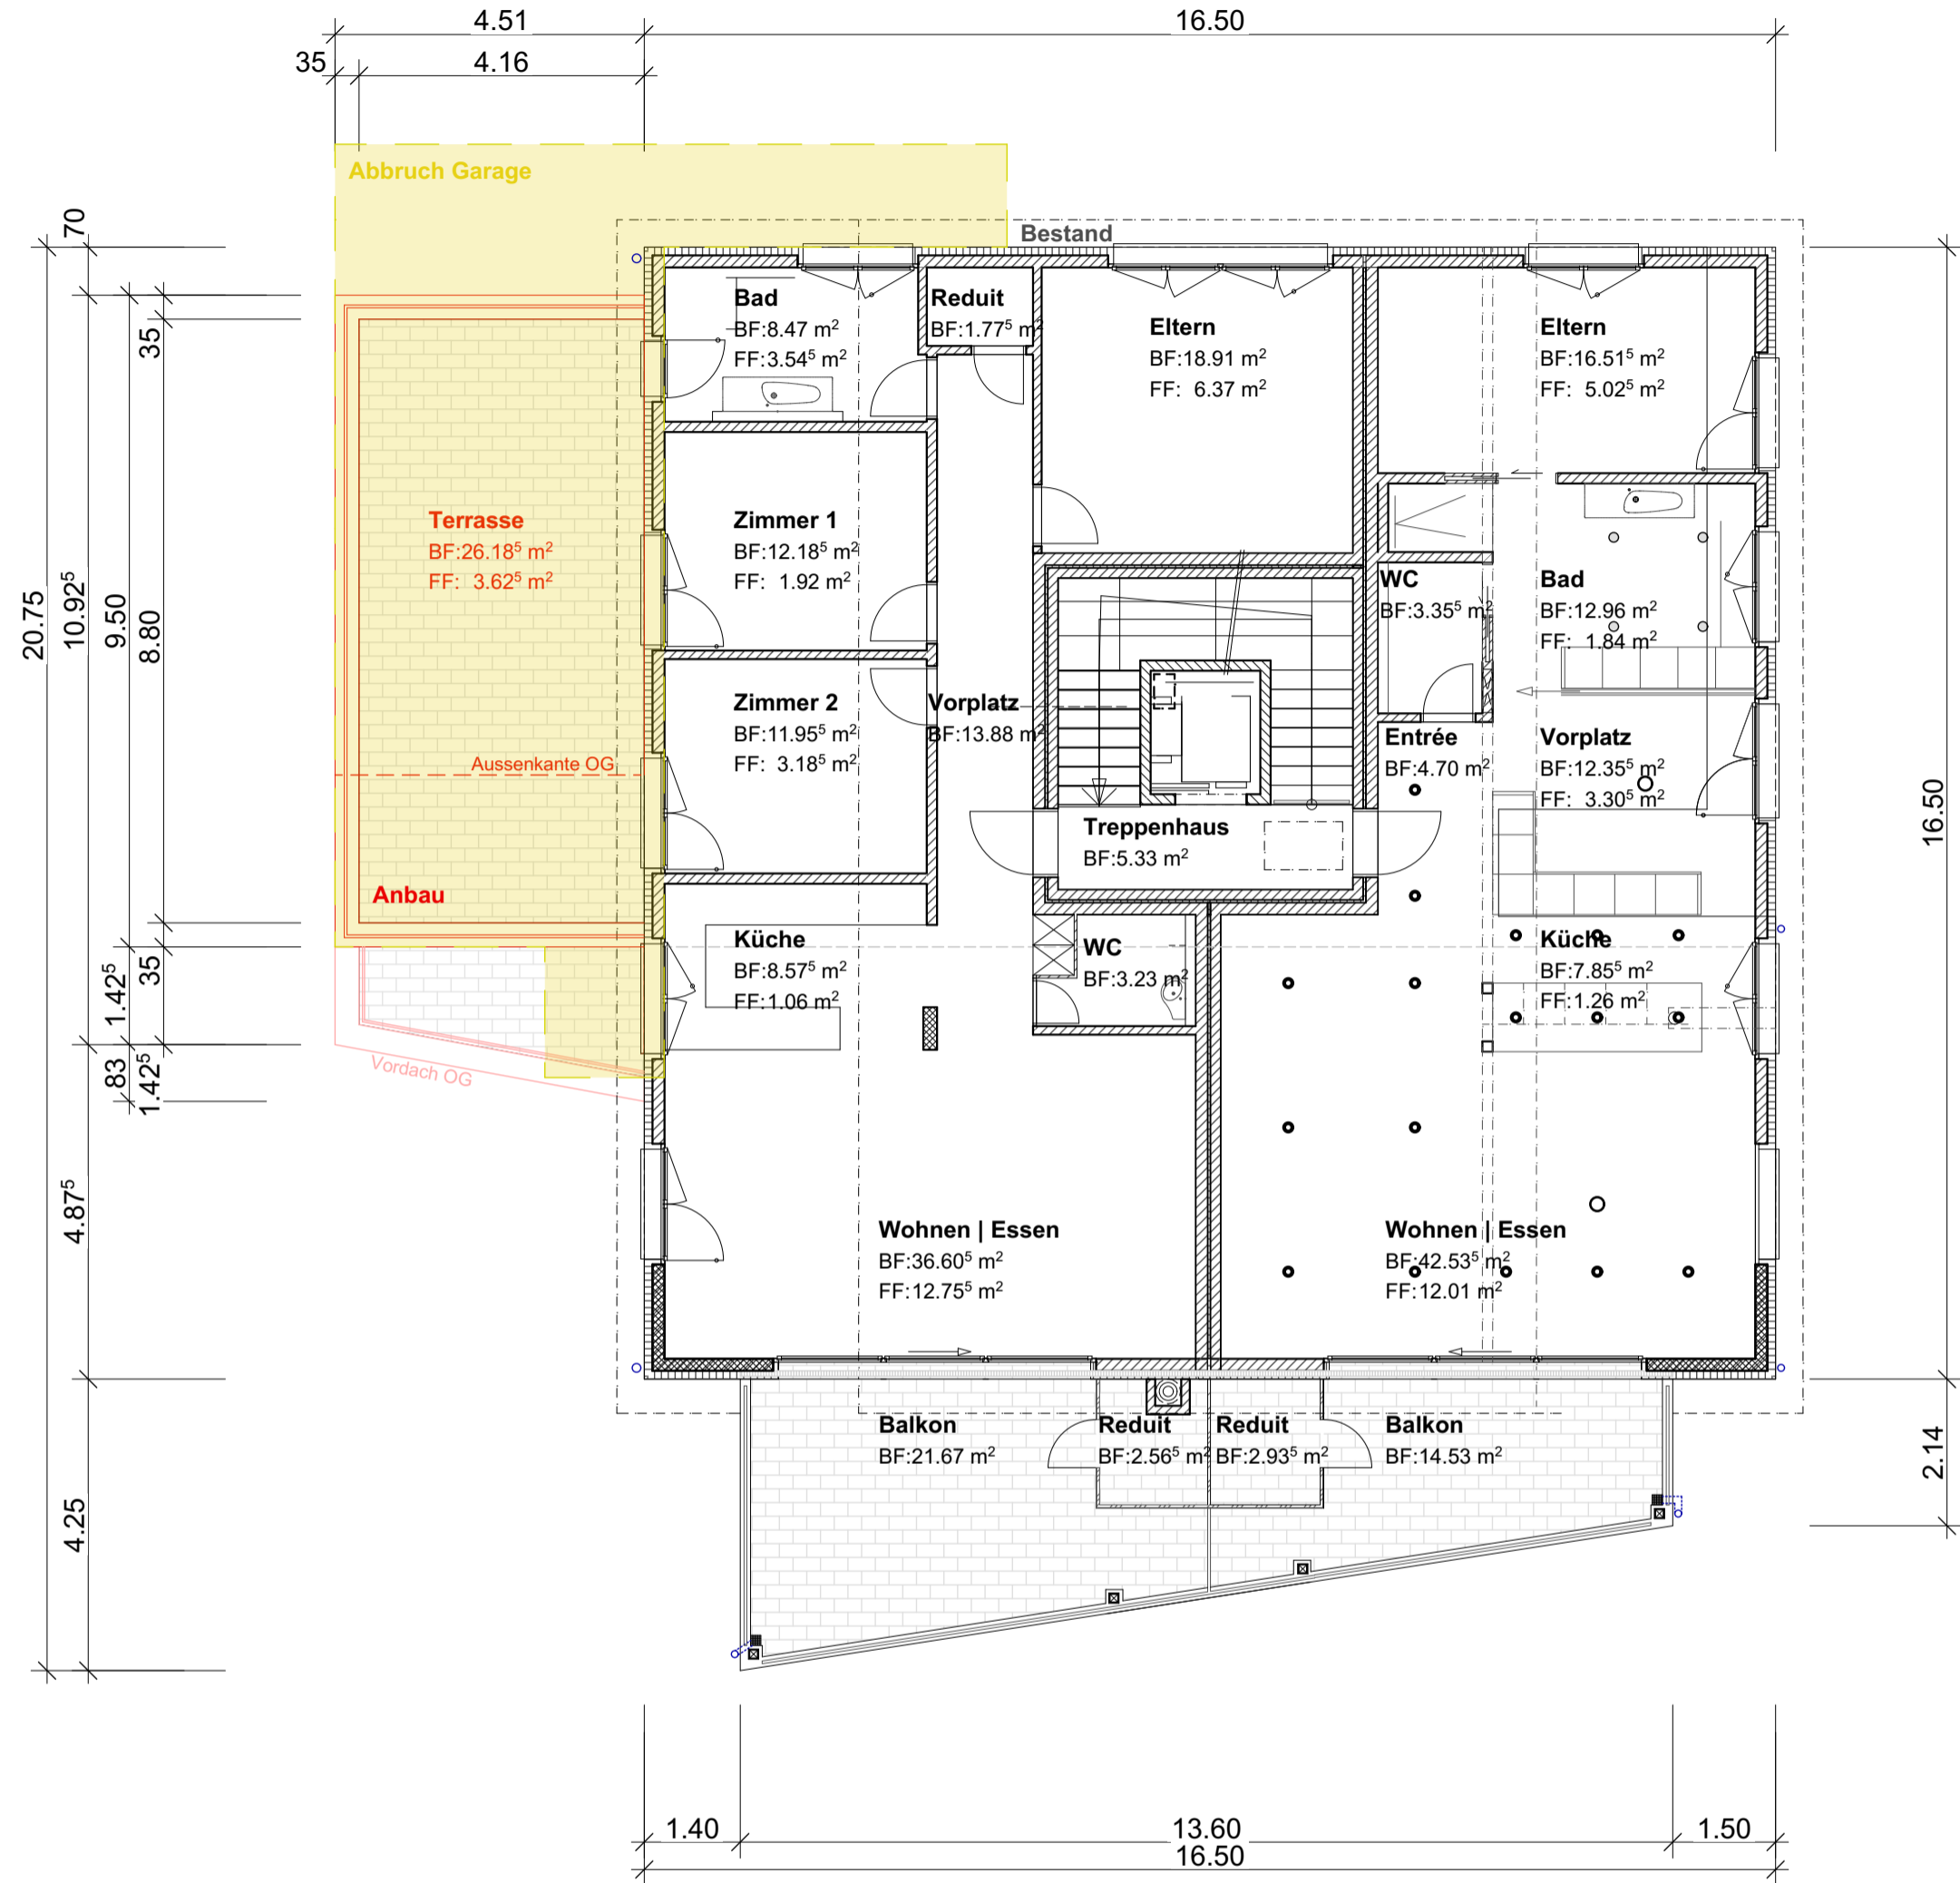 4.51
16.50
35
4.16
Abbruch Garage
Bestand
70
20.75
10.92⁵
9.50
35
8.80
1.42⁵
35
83
1.42⁵
4.87⁵
4.25
16.50
2.14
Bad
BF:8.47 m²
FF:3.54⁵ m²
Reduit
BF:1.77⁵ m²
Eltern
BF:18.91 m²
FF: 6.37 m²
Eltern
BF:16.51⁵ m²
FF: 5.02⁵ m²
Terrasse
BF:26.18⁵ m²
FF: 3.62⁵ m²
Zimmer 1
BF:12.18⁵ m²
FF: 1.92 m²
WC
BF:3.35⁵ m²
Bad
BF:12.96 m²
FF: 1.84 m²
Zimmer 2
BF:11.95⁵ m²
FF: 3.18⁵ m²
Vorplatz
BF:13.88 m²
Entrée
BF:4.70 m²
Vorplatz
BF:12.35⁵ m²
FF: 3.30⁵ m²
Aussenkante OG
Treppenhaus
BF:5.33 m²
Anbau
Küche
BF:8.57⁵ m²
FF:1.06 m²
WC
BF:3.23 m²
Küche
BF:7.85⁵ m²
FF:1.26 m²
Vordach OG
Wohnen | Essen
BF:36.60⁵ m²
FF:12.75⁵ m²
Wohnen | Essen
BF:42.53⁵ m²
FF:12.01 m²
Balkon
BF:21.67 m²
Reduit
BF:2.56⁵ m²
Reduit
BF:2.93⁵ m²
Balkon
BF:14.53 m²
1.40
13.60
1.50
16.50